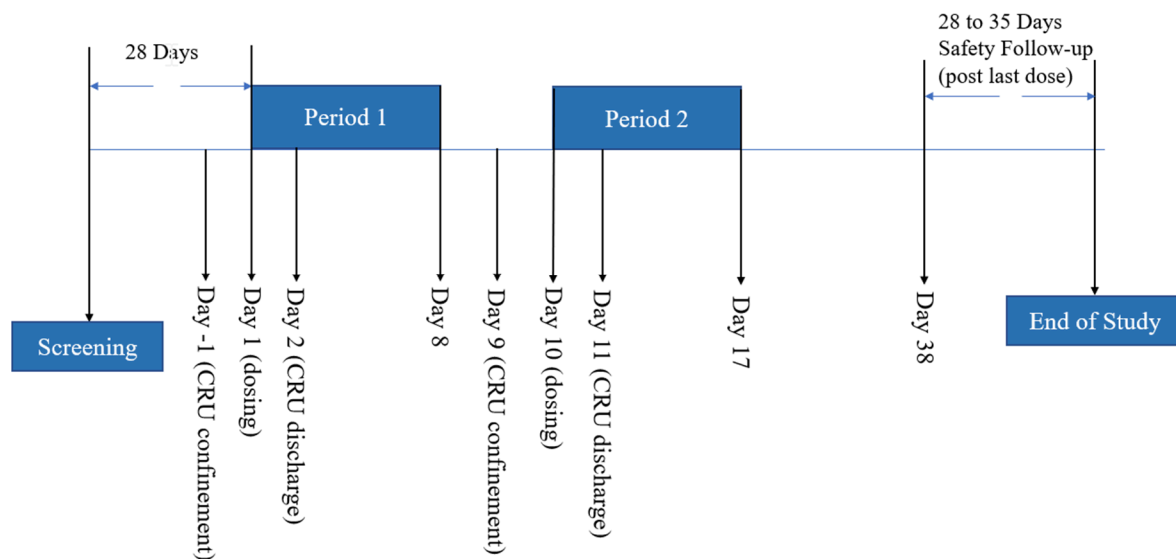 28 Days
28 to 35 Days
Safety Follow-up
(post last dose)
Period 1
Period 2
Screening
Day -1 (CRU confinement)
Day 1 (dosing)
Day 2 (CRU discharge)
Day 8
Day 9 (CRU confinement)
Day 10 (dosing)
Day 11 (CRU discharge)
Day 17
Day 38
End of Study